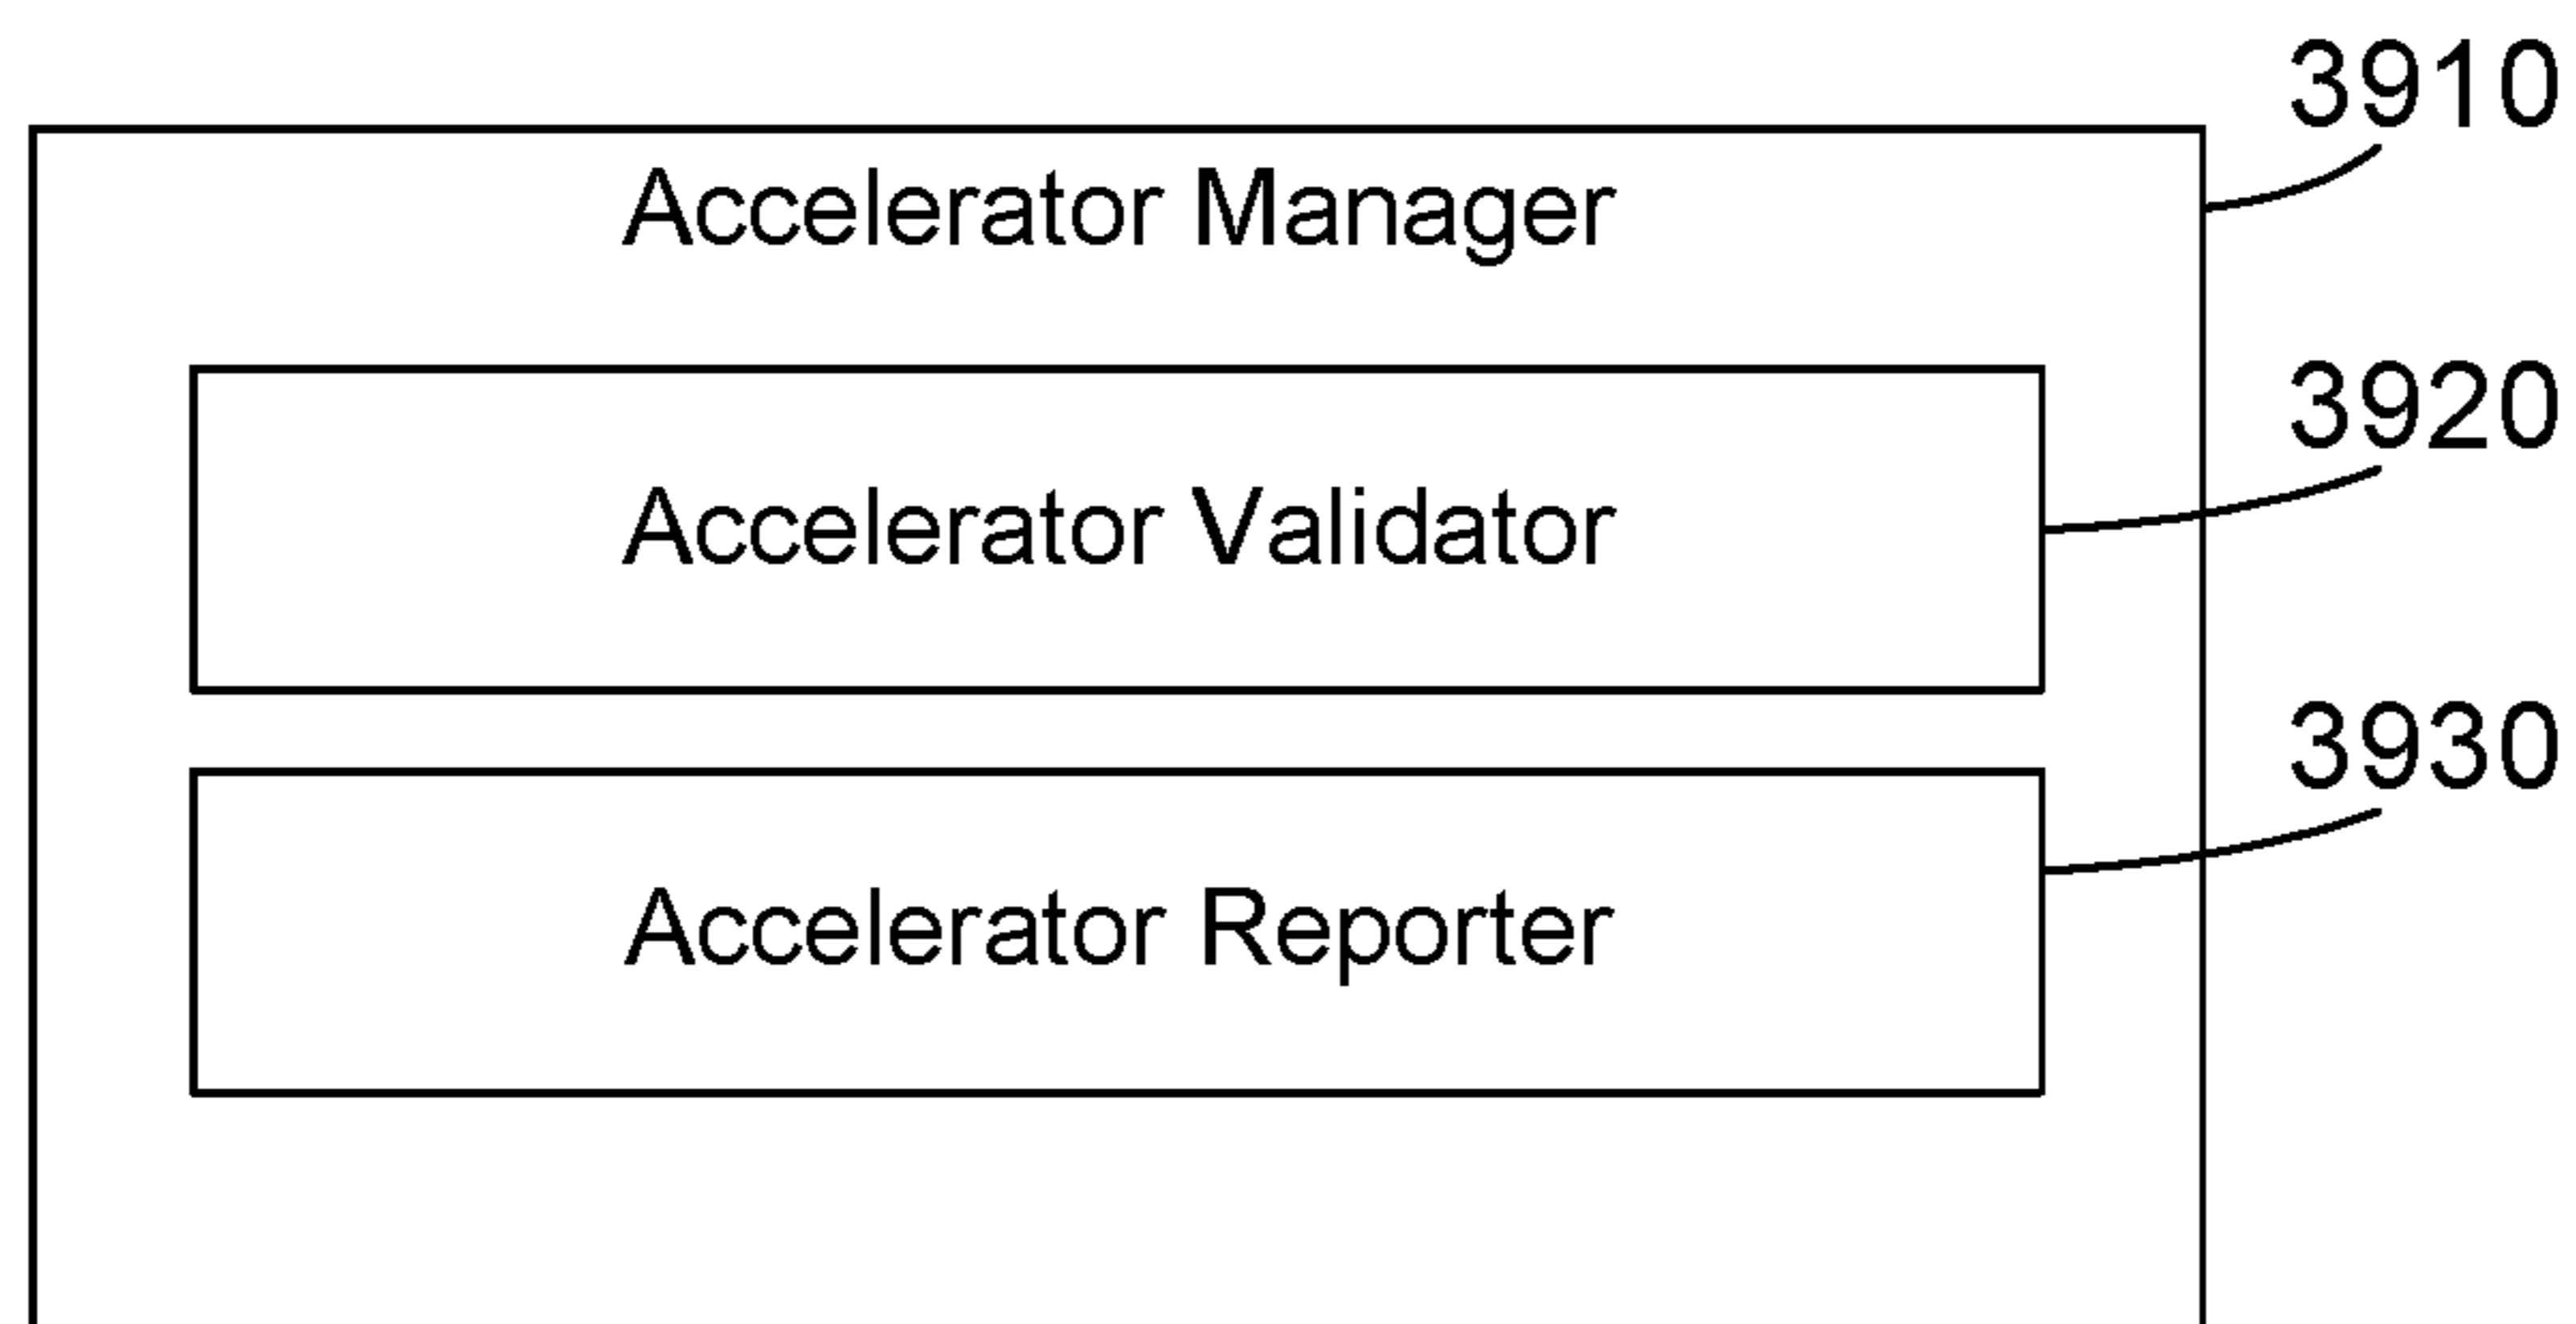 3910
Accelerator Manager
3920
Accelerator Validator
3930
Accelerator Reporter